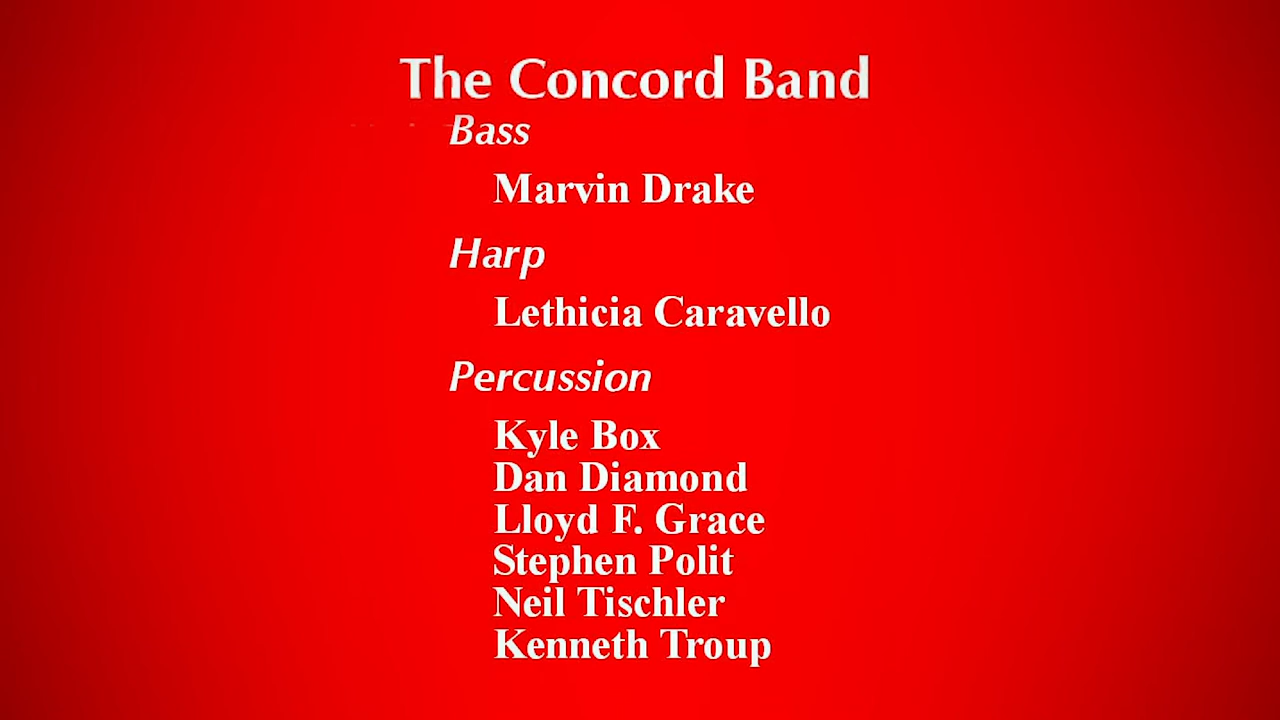 The Concord Band
Bass
Marvin Drake
Harp
Lethicia Caravello
Percussion
Kyle Box
Dan Diamond
Lloyd F. Grace
Stephen Polit
Neil Tischler
Kenneth Troup